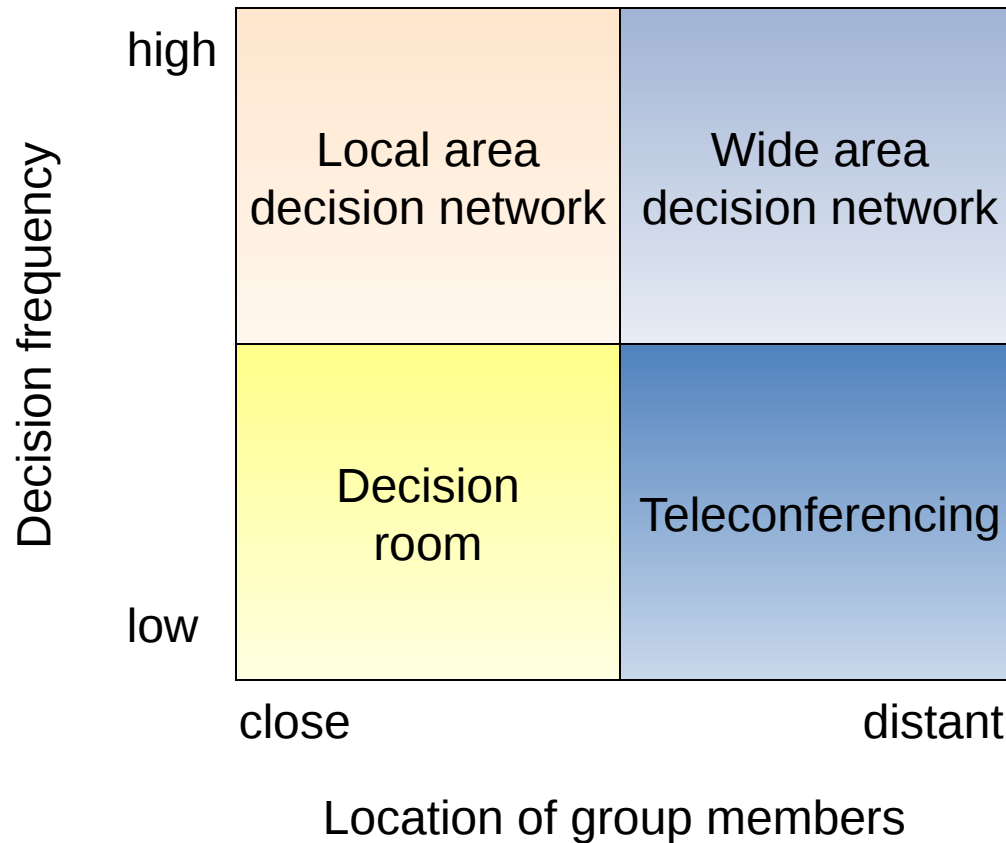 high
Local area
decision network
Wide area
decision network
Decision frequency
Decision
room
Teleconferencing
low
close
distant
Location of group members